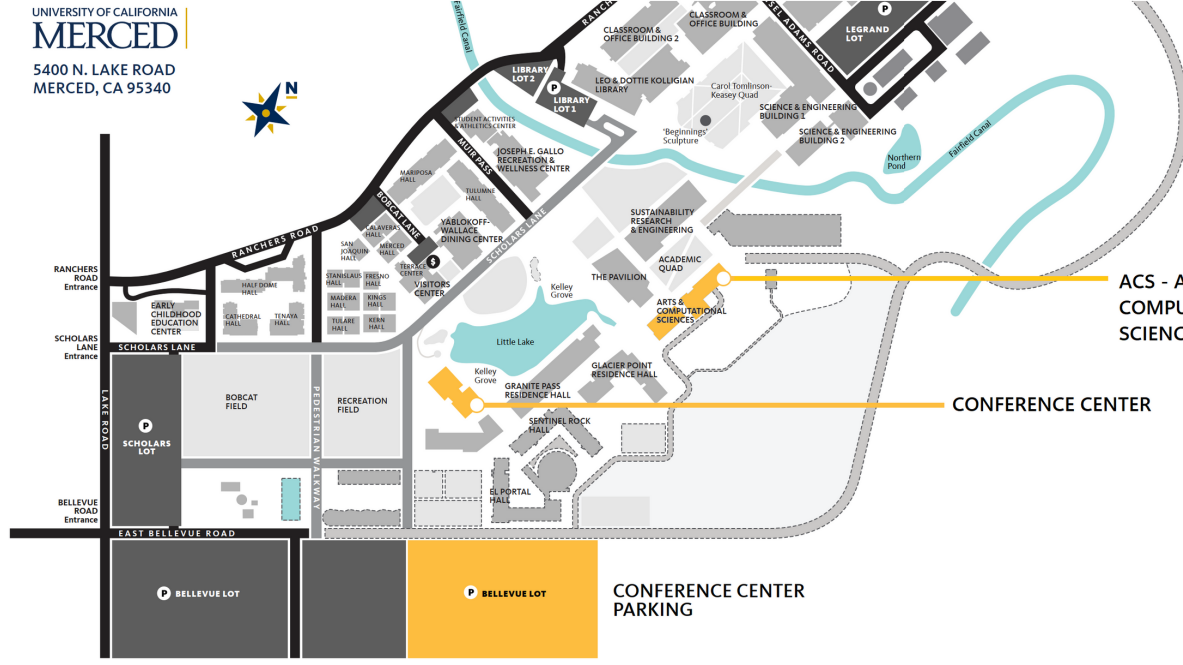 UNIVERSITY OF CALIFORNIA
MERCED
5400 N. LAKE ROAD
MERCED, CA 95340
N
Fairfield Canal
RANCH
CLASSROOM &
OFFICE BUILDING 2
CLASSROOM &
OFFICE BUILDING
SEL ADAMS ROAD
P
LEGRAND
LOT
LIBRARY
LOT 2
P
LIBRARY
LOT 1
LEO & DOTTIE KOLLIGIAN
LIBRARY
Carol Tomlinson-
Keasey Quad
'Beginnings'
Sculpture
SCIENCE & ENGINEERING
BUILDING 1
SCIENCE & ENGINEERING
BUILDING 2
Northern
Pond
Fairfield Canal
STUDENT ACTIVITIES
& ATHLETICS CENTER
MUIR PASS
JOSEPH E. GALLO
RECREATION &
WELLNESS CENTER
MARIPOSA
HALL
TULUMNE
HALL
BOBCAT LANE
YABLOKOFF-
WALLACE
DINING CENTER
SCHOLARS LANE
CALAVERAS
HALL
SAN
JOAQUIN
HALL
MERCED
HALL
TERRACE
CENTER
$
VISITORS
CENTER
RANCHERS ROAD
SUSTAINABILITY
RESEARCH
& ENGINEERING
ACADEMIC
QUAD
THE PAVILION
ARTS &
COMPUTATIONAL
SCIENCES
ACS - A
COMPU
SCIENC
RANCHERS
ROAD
Entrance
HALF DOME
HALL
STANISLAUS
HALL
FRESNO
HALL
MADERA
HALL
KINGS
HALL
TULARE
HALL
KERN
HALL
EARLY
CHILDHOOD
EDUCATION
CENTER
CATHEDRAL
HALL
TENAYA
HALL
Kelley
Grove
Little Lake
SCHOLARS
LANE
Entrance
SCHOLARS LANE
Kelley
Grove
GLACIER POINT
RESIDENCE HALL
GRANITE PASS
RESIDENCE HALL
CONFERENCE CENTER
LAKE ROAD
P
SCHOLARS
LOT
BOBCAT
FIELD
PEDESTRIAN WALKWAY
RECREATION
FIELD
SENTINEL ROCK
HALL
EL PORTAL
HALL
BELLEVUE
ROAD
Entrance
EAST BELLEVUE ROAD
P BELLEVUE LOT
P BELLEVUE LOT
CONFERENCE CENTER
PARKING